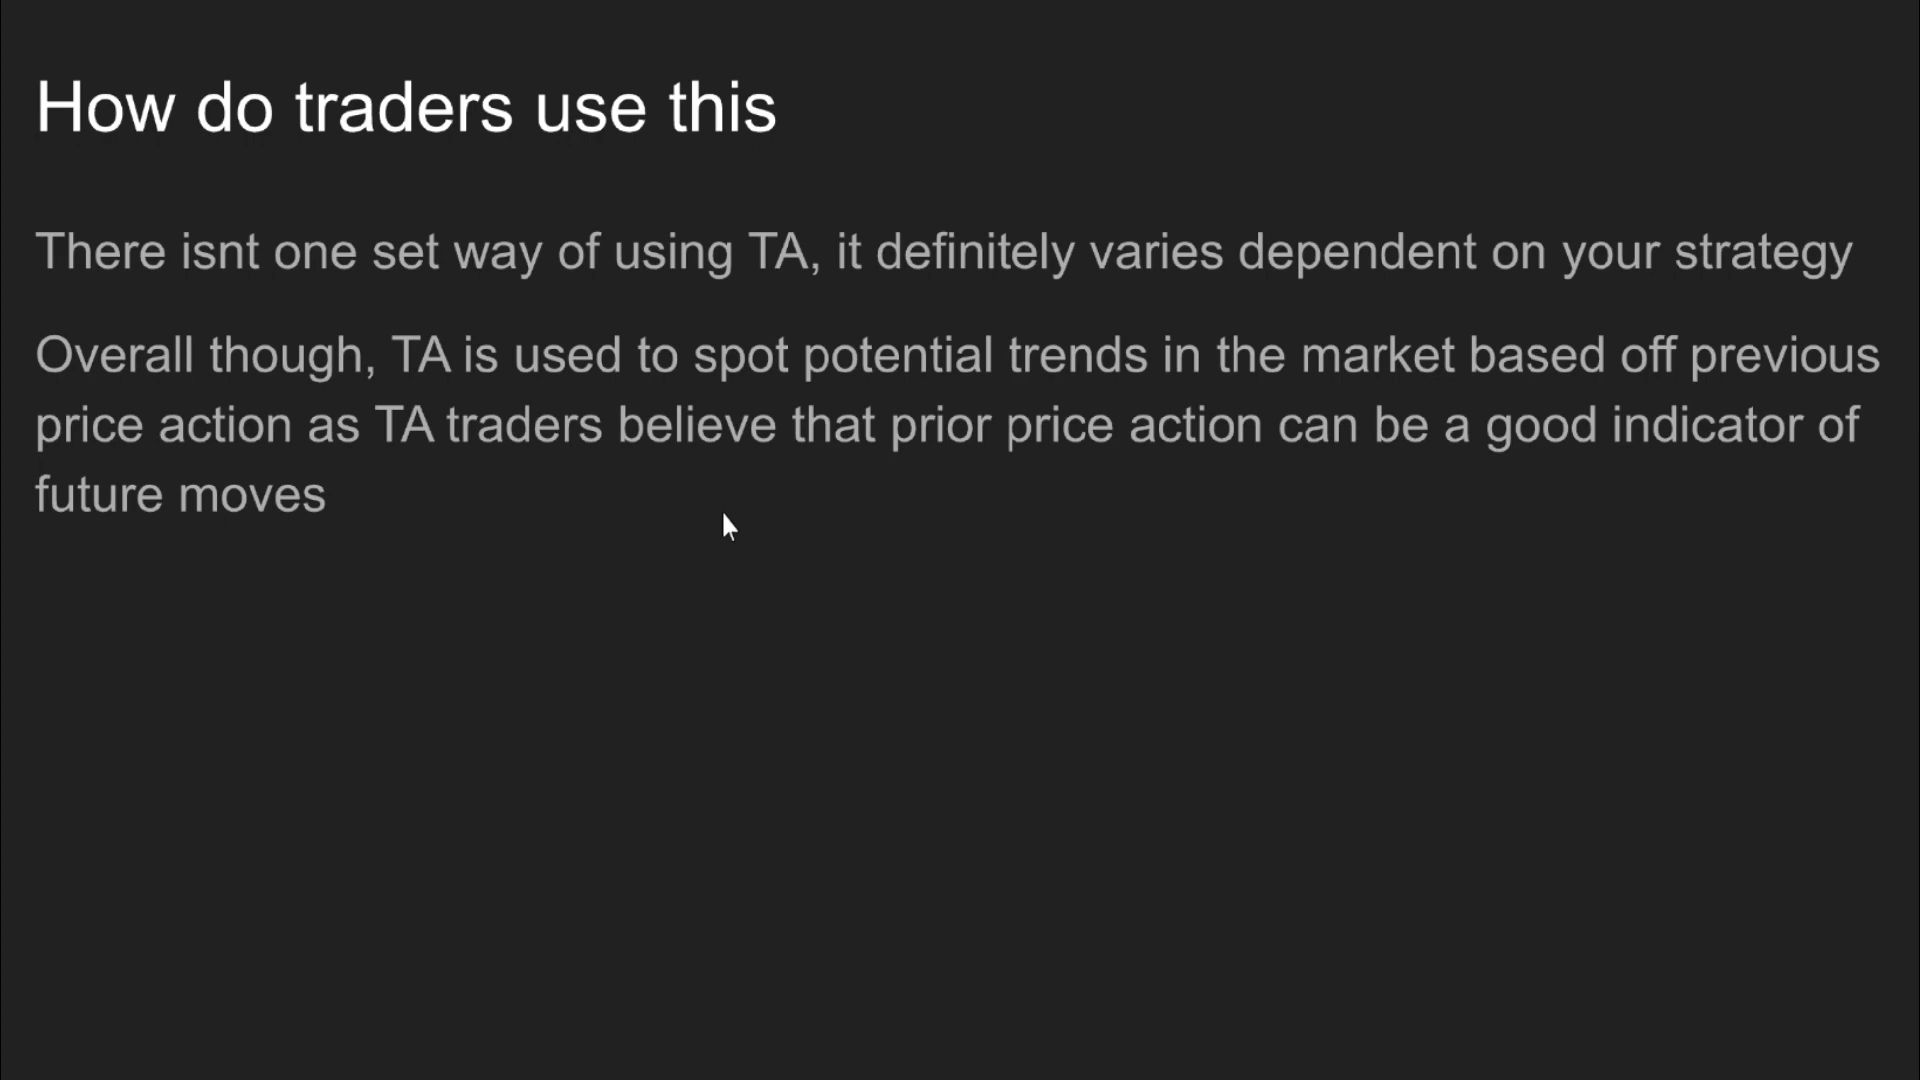 How do traders use this
There isnt one set way of using TA, it definitely varies dependent on your strategy
Overall though, TA is used to spot potential trends in the market based off previous
price action as TA traders believe that prior price action can be a good indicator of
future moves